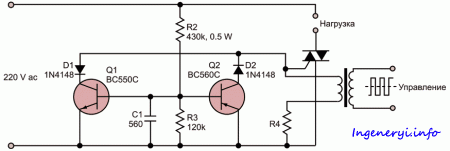 R2
430k, 0.5 W
Нагрузка
D1
1N4148
Q1
BC550C
Q2
BC560C
D2
1N4148
220 V ac
Управление
C1
560
R3
120k
R4
Ingeneryi.info